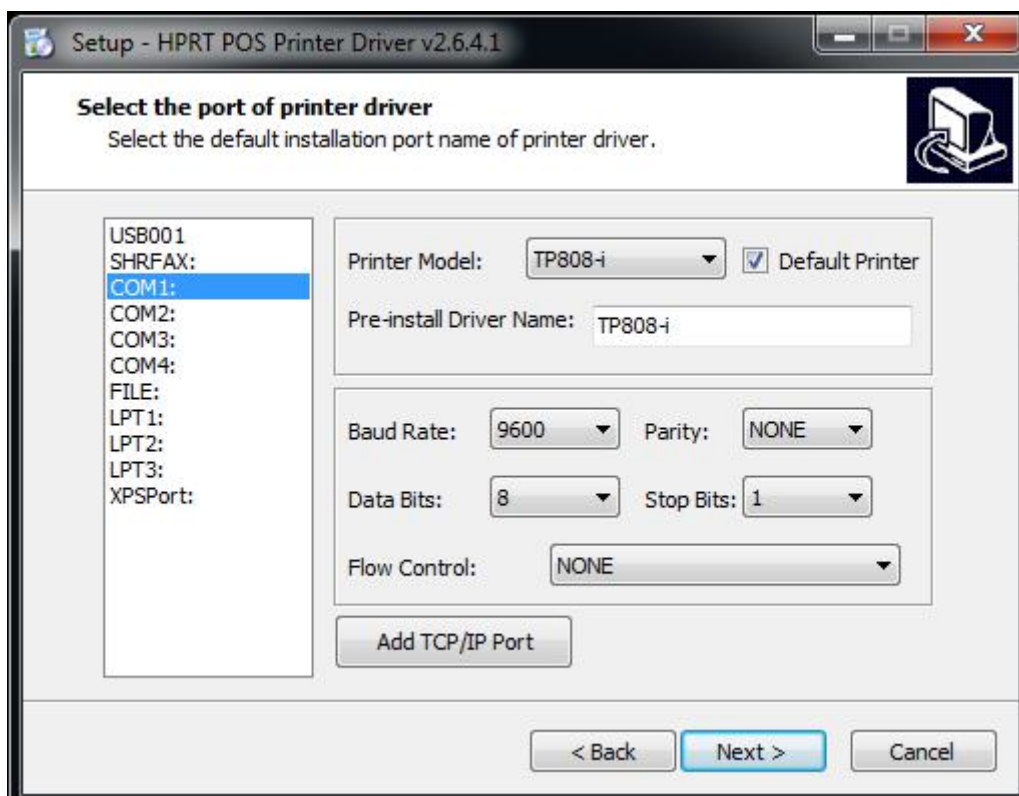 Setup - HPRT POS Printer Driver v2.6.4.1
Select the port of printer driver
Select the default installation port name of printer driver.
USB001
SHRFAX:
COM1:
COM2:
COM3:
COM4:
FILE:
LPT1:
LPT2:
LPT3:
XPSPort:
Printer Model: TP808-i Default Printer
Pre-install Driver Name: TP808-i
Baud Rate: 9600 Parity: NONE
Data Bits: 8 Stop Bits: 1
Flow Control: NONE
Add TCP/IP Port
< Back Next > Cancel